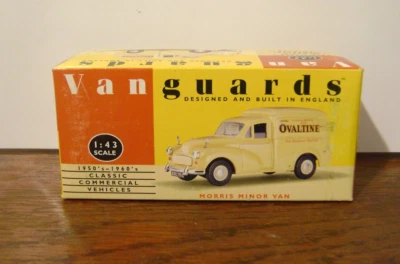 Vanguards
DESIGNED AND BUILT IN ENGLAND
1:43
SCALE
OVALTINE
1950's-1960's
CLASSIC
COMMERCIAL
VEHICLES
MORRIS MINOR VAN